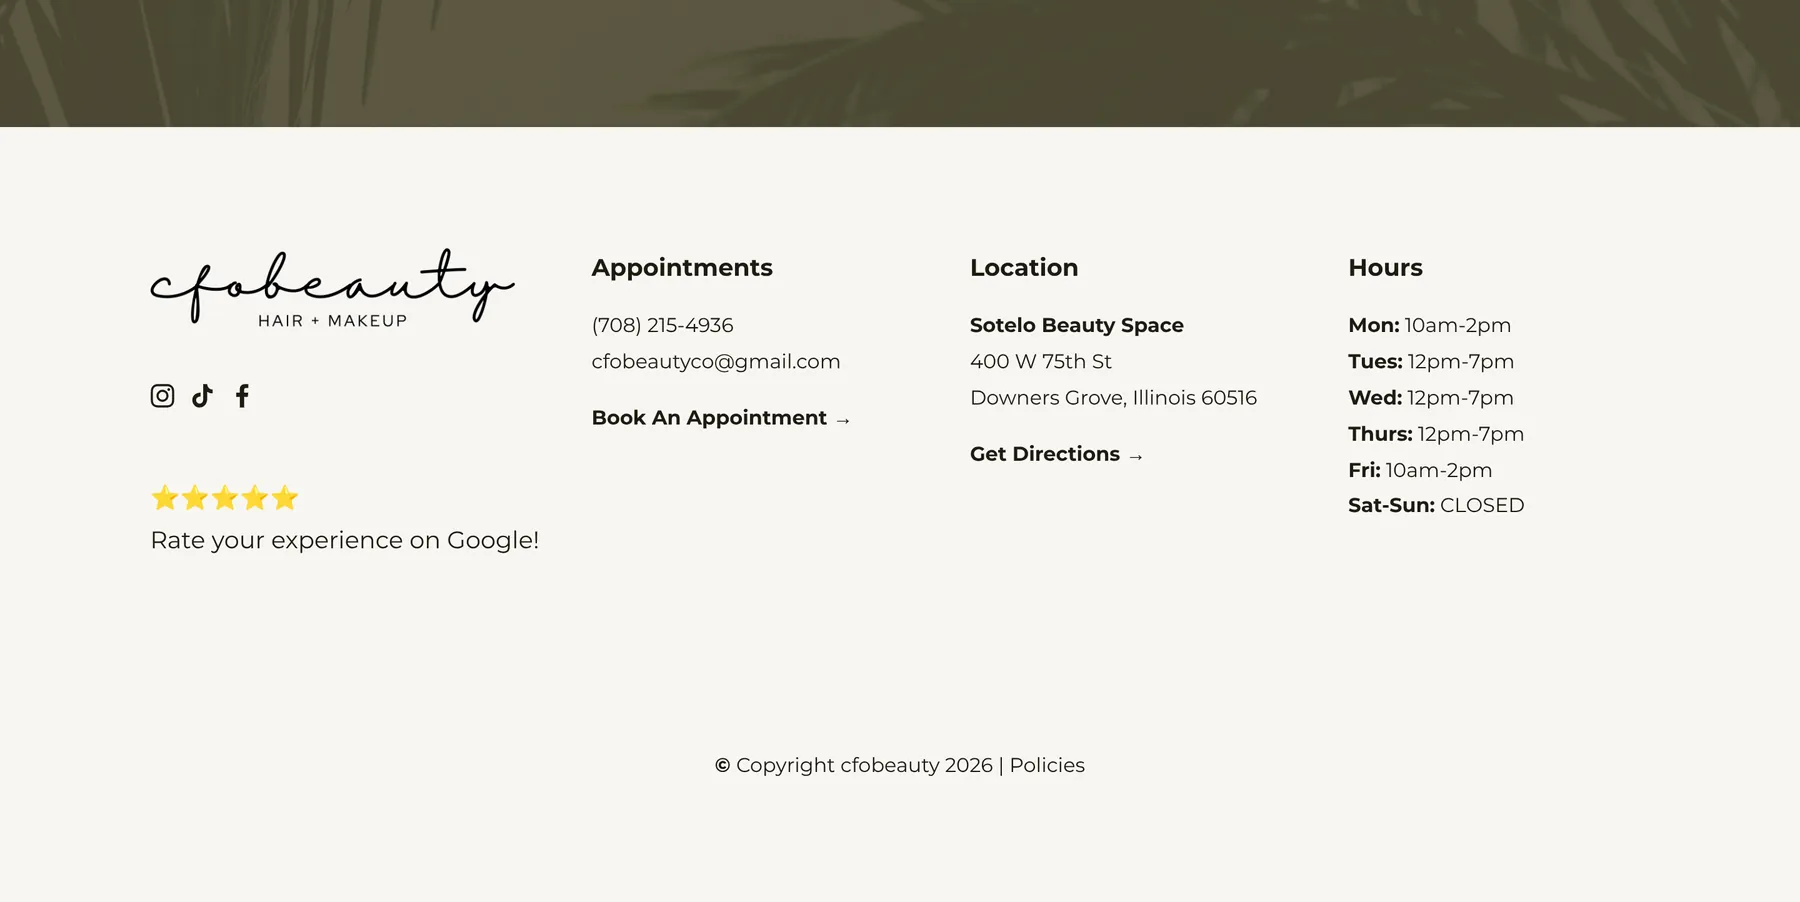 cfobeauty
HAIR + MAKEUP
⭐⭐⭐⭐⭐
Rate your experience on Google!
Appointments
(708) 215-4936
cfobeautyco@gmail.com
Book An Appointment →
Location
Sotelo Beauty Space
400 W 75th St
Downers Grove, Illinois 60516
Get Directions →
Hours
Mon: 10am-2pm
Tues: 12pm-7pm
Wed: 12pm-7pm
Thurs: 12pm-7pm
Fri: 10am-2pm
Sat-Sun: CLOSED
© Copyright cfobeauty 2026 | Policies